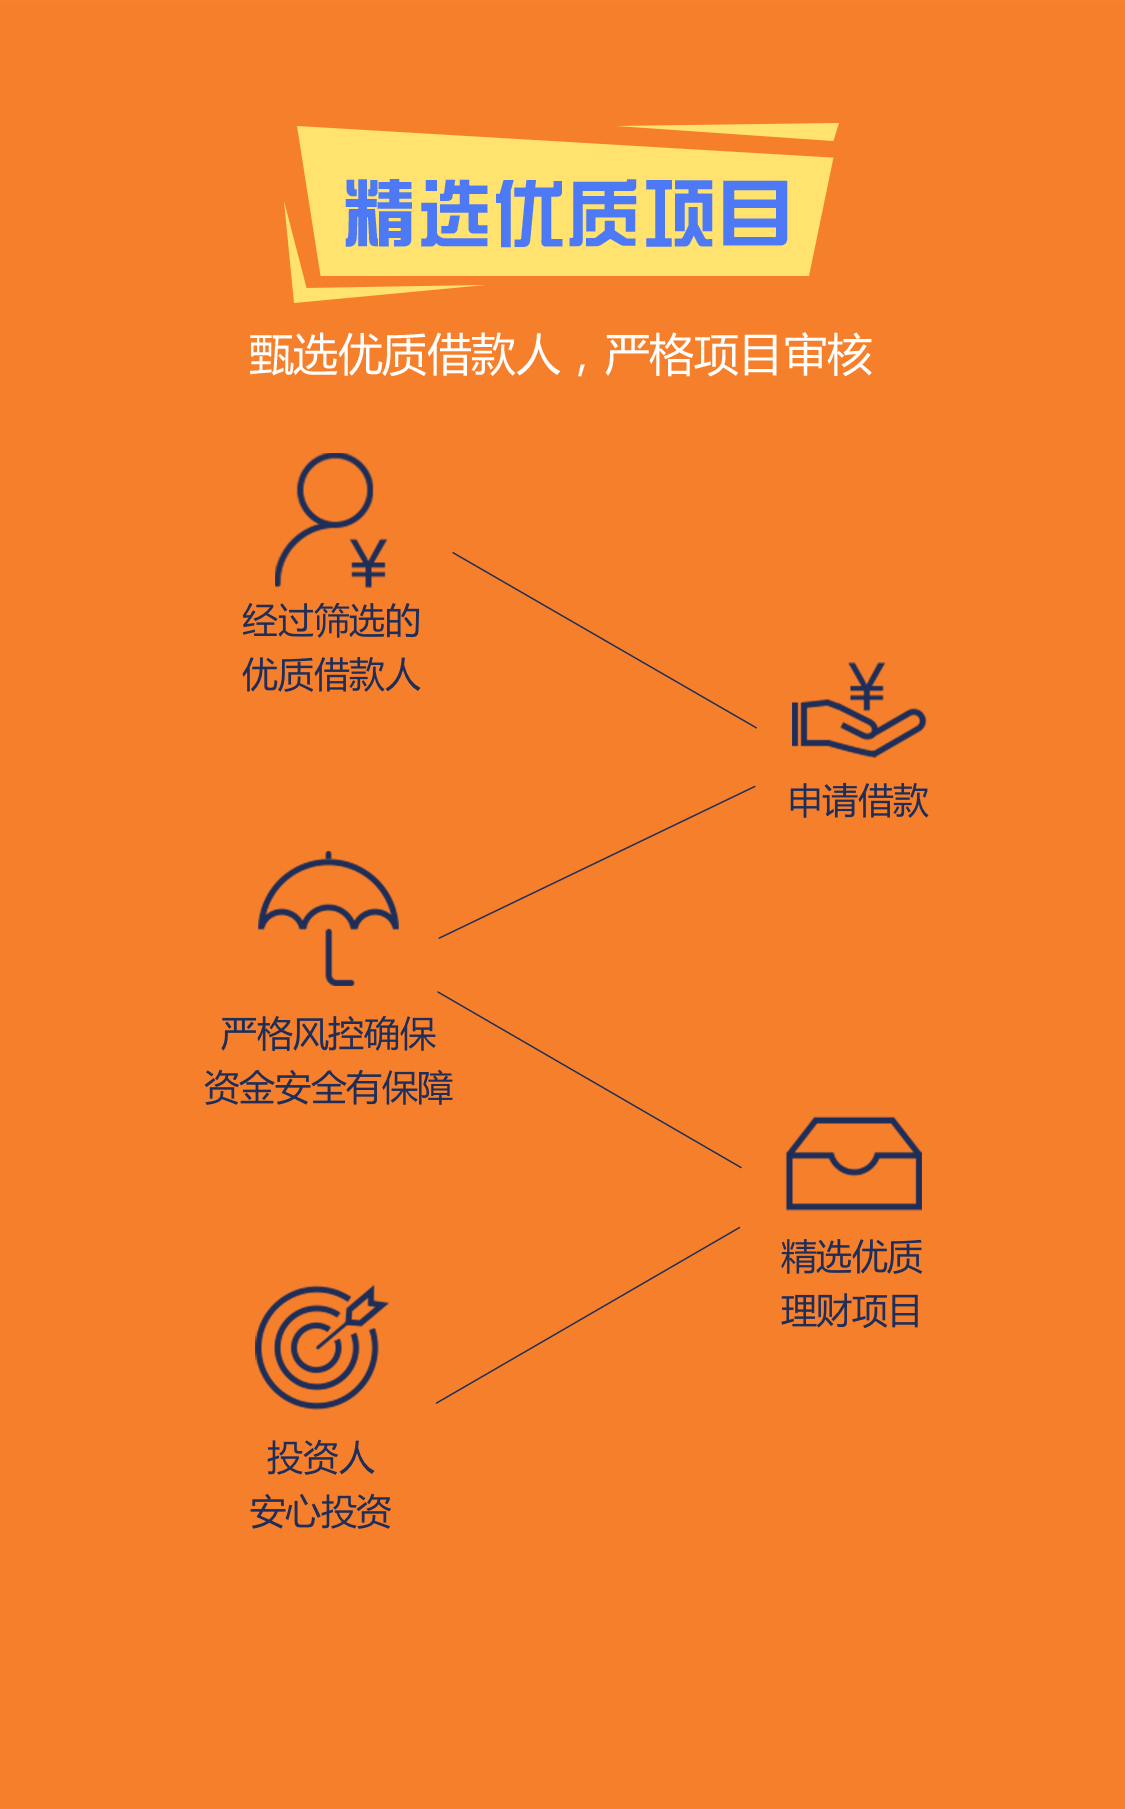 精选优质项目
甄选优质借款人，严格项目审核
¥
经过筛选的
优质借款人
¥
申请借款
严格风控确保
资金安全有保障
精选优质
理财项目
投资人
安心投资